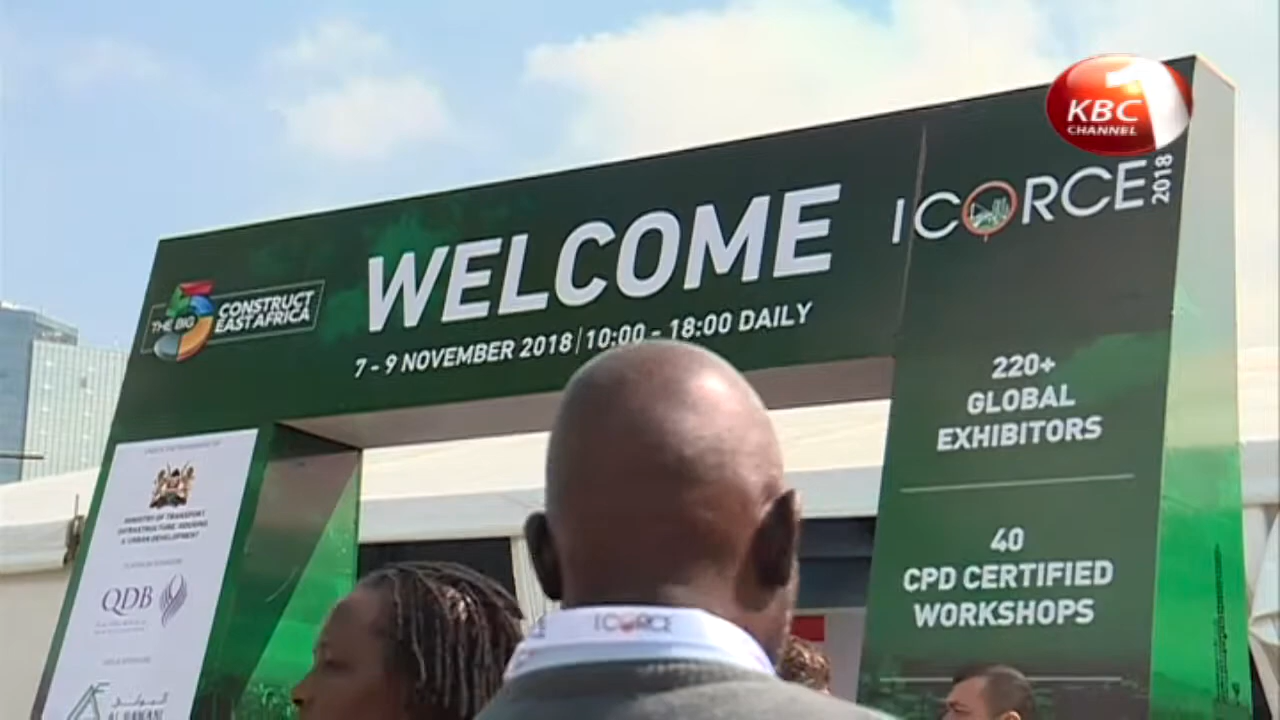 KBC
CHANNEL 1
ICORCE 2018
WELCOME
THE BIG 5
CONSTRUCT
EAST AFRICA
7 - 9 NOVEMBER 2018 | 10:00 - 18:00 DAILY
220+
GLOBAL
EXHIBITORS
40
CPD CERTIFIED
WORKSHOPS
MINISTRY OF TRANSPORT
INFRASTRUCTURE, HOUSING
& URBAN DEVELOPMENT
QDB
ICORCE